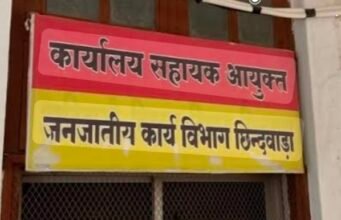 कार्यालय सहायक आयुक्त
जनजातीय कार्य विभाग छिन्दवाड़ा